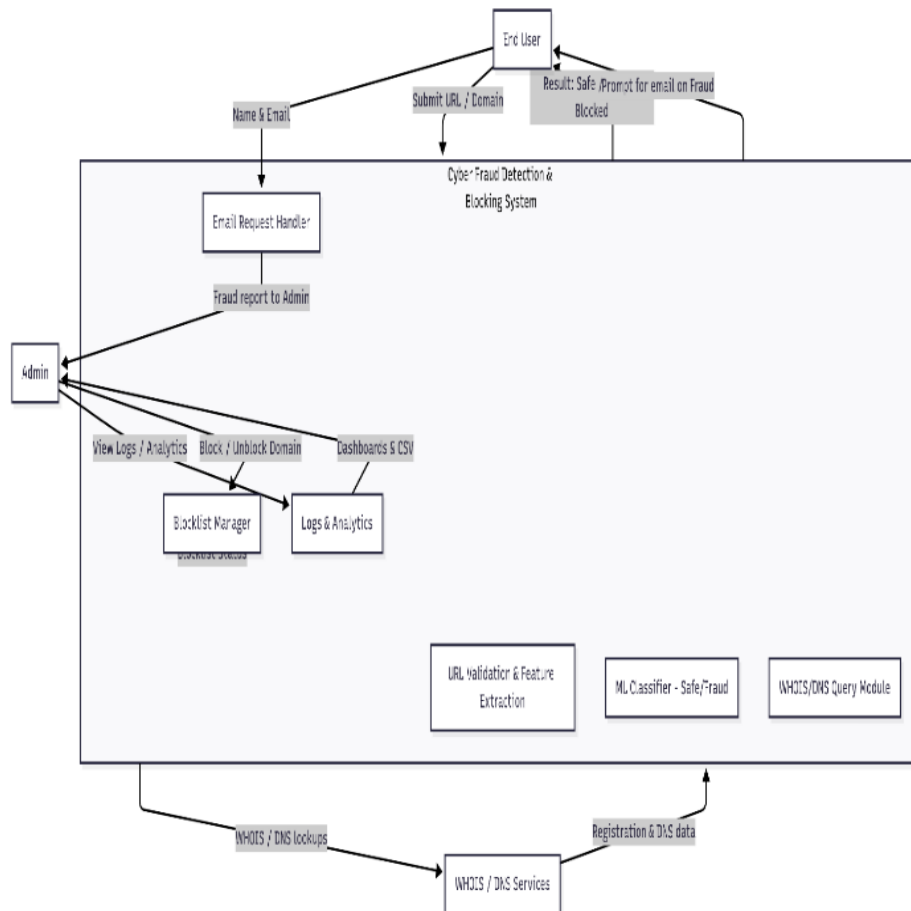 End User
Result: Safe /Prompt for email on Fraud
Blocked
Submit URL / Domain
Name & Email
Cyber Fraud Detection &
Blocking System
Email Request Handler
Fraud report to Admin
Admin
View Logs / Analytics
Block / Unblock Domain
Dashboards & CSV
Blocklist Manager
Logs & Analytics
URL Validation & Feature
Extraction
ML Classifier - Safe/Fraud
WHOIS/DNS Query Module
WHOIS / DNS lookups
Registration & DNS data
WHOIS / DNS Services